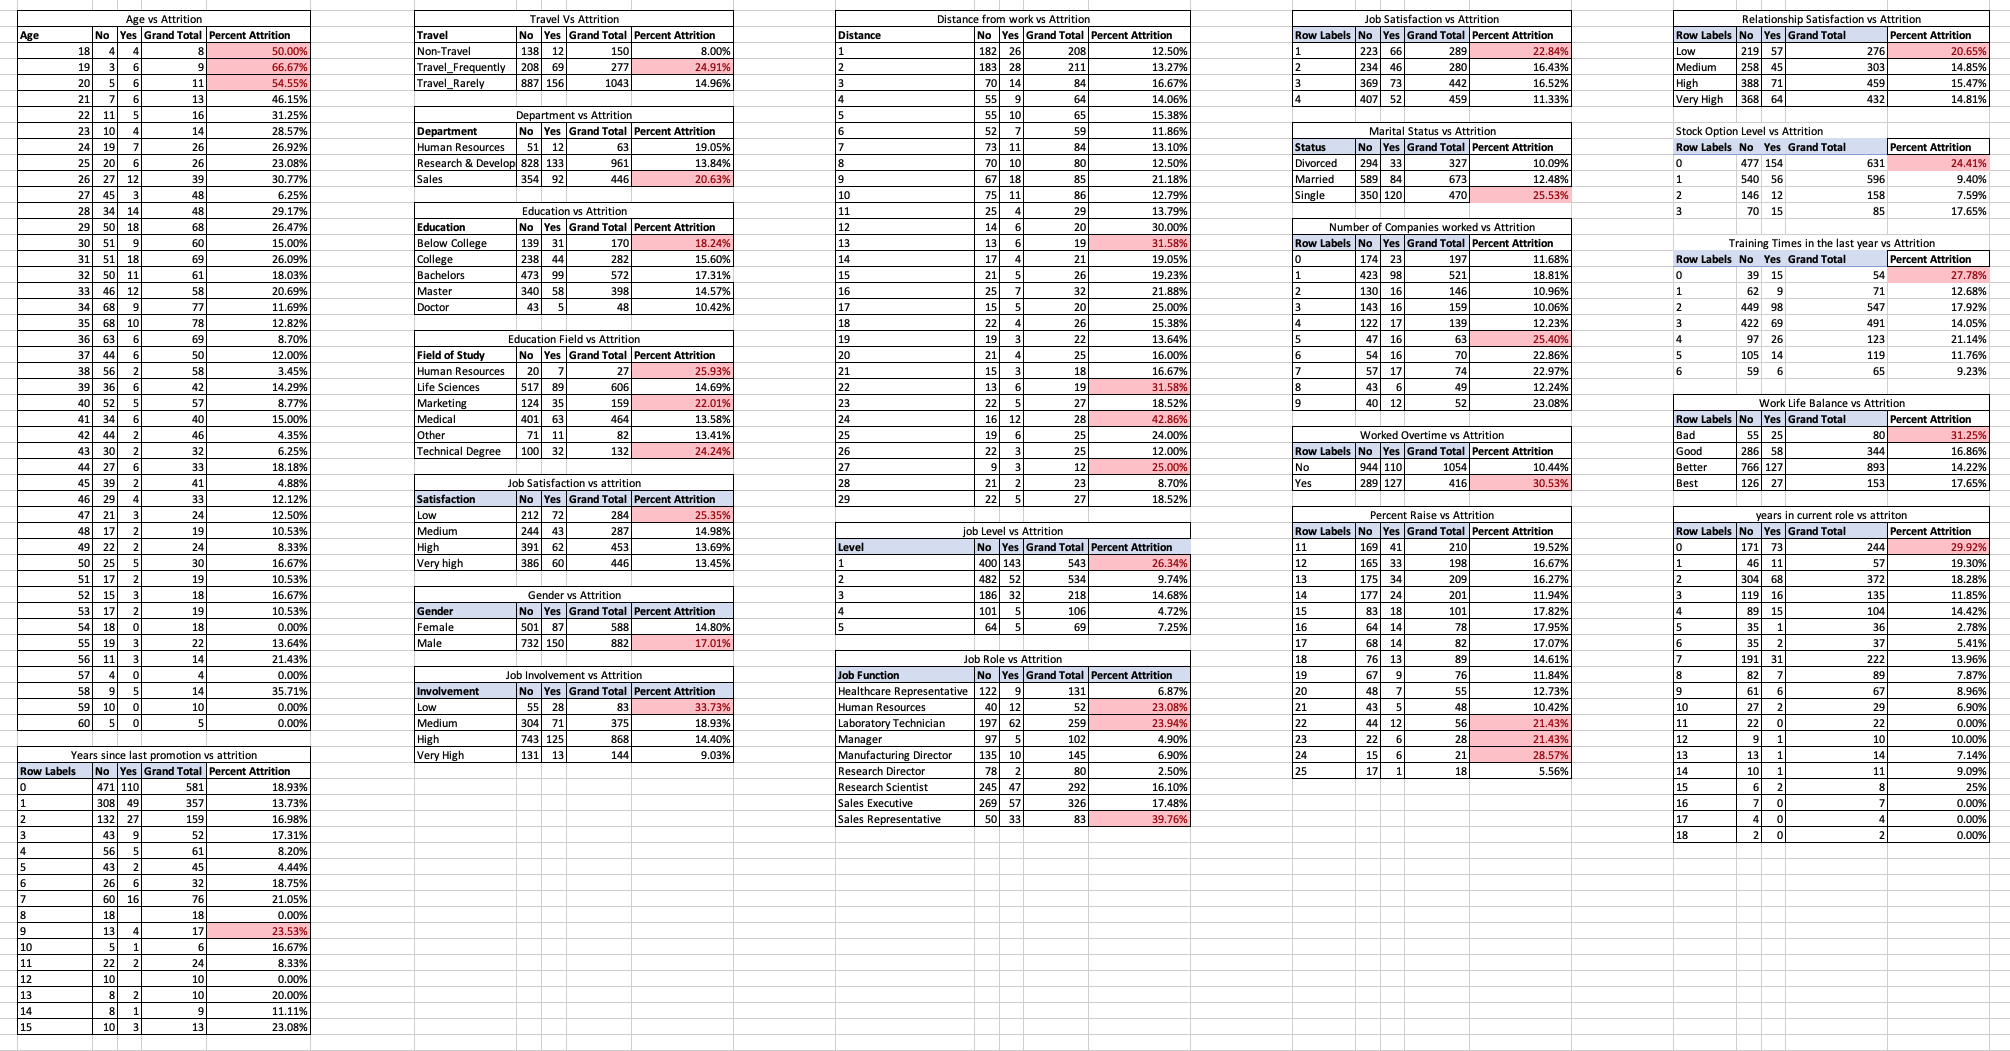 Age vs Attrition
Age No Yes Grand Total Percent Attrition
18 4 4 8 50.00%
19 3 6 9 66.67%
20 5 6 11 54.55%
21 7 6 13 46.15%
22 11 5 16 31.25%
23 10 4 14 28.57%
24 19 7 26 26.92%
25 20 6 26 23.08%
26 27 12 39 30.77%
27 45 3 48 6.25%
28 34 14 48 29.17%
29 50 18 68 26.47%
30 51 9 60 15.00%
31 51 18 69 26.09%
32 50 11 61 18.03%
33 46 12 58 20.69%
34 68 9 77 11.69%
35 68 10 78 12.82%
36 63 6 69 8.70%
37 44 6 50 12.00%
38 56 2 58 3.45%
39 36 6 42 14.29%
40 52 5 57 8.77%
41 34 6 40 15.00%
42 44 2 46 4.35%
43 30 2 32 6.25%
44 27 6 33 18.18%
45 39 2 41 4.88%
46 29 4 33 12.12%
47 21 3 24 12.50%
48 17 2 19 10.53%
49 22 2 24 8.33%
50 25 5 30 16.67%
51 17 2 19 10.53%
52 15 3 18 16.67%
53 17 2 19 10.53%
54 18 0 18 0.00%
55 19 3 22 13.64%
56 11 3 14 21.43%
57 4 0 4 0.00%
58 9 5 14 35.71%
59 10 0 10 0.00%
60 5 0 5 0.00%
Years since last promotion vs attrition
Row Labels No Yes Grand Total Percent Attrition
0 471 110 581 18.93%
1 308 49 357 13.73%
2 132 27 159 16.98%
3 43 9 52 17.31%
4 56 5 61 8.20%
5 43 2 45 4.44%
6 26 6 32 18.75%
7 60 16 76 21.05%
8 18 18 0.00%
9 13 4 17 23.53%
10 5 1 6 16.67%
11 22 2 24 8.33%
12 10 10 0.00%
13 8 2 10 20.00%
14 8 1 9 11.11%
15 10 3 13 23.08%
Travel Vs Attrition
Travel No Yes Grand Total Percent Attrition
Non-Travel 138 12 150 8.00%
Travel_Frequently 208 69 277 24.91%
Travel_Rarely 887 156 1043 14.96%
Department vs Attrition
Department No Yes Grand Total Percent Attrition
Human Resources 51 12 63 19.05%
Research & Develop 828 133 961 13.84%
Sales 354 92 446 20.63%
Education vs Attrition
Education No Yes Grand Total Percent Attrition
Below College 139 31 170 18.24%
College 238 44 282 15.60%
Bachelors 473 99 572 17.31%
Master 340 58 398 14.57%
Doctor 43 5 48 10.42%
Education Field vs Attrition
Field of Study No Yes Grand Total Percent Attrition
Human Resources 20 7 27 25.93%
Life Sciences 517 89 606 14.69%
Marketing 124 35 159 22.01%
Medical 401 63 464 13.58%
Other 71 11 82 13.41%
Technical Degree 100 32 132 24.24%
Job Satisfaction vs attrition
Satisfaction No Yes Grand Total Percent Attrition
Low 212 72 284 25.35%
Medium 244 43 287 14.98%
High 391 62 453 13.69%
Very high 386 60 446 13.45%
Gender vs Attrition
Gender No Yes Grand Total Percent Attrition
Female 501 87 588 14.80%
Male 732 150 882 17.01%
Job Involvement vs Attrition
Involvement No Yes Grand Total Percent Attrition
Low 55 28 83 33.73%
Medium 304 71 375 18.93%
High 743 125 868 14.40%
Very High 131 13 144 9.03%
Distance from work vs Attrition
Distance No Yes Grand Total Percent Attrition
1 182 26 208 12.50%
2 183 28 211 13.27%
3 70 14 84 16.67%
4 55 9 64 14.06%
5 55 10 65 15.38%
6 52 7 59 11.86%
7 73 11 84 13.10%
8 70 10 80 12.50%
9 67 18 85 21.18%
10 75 11 86 12.79%
11 25 4 29 13.79%
12 14 6 20 30.00%
13 13 6 19 31.58%
14 17 4 21 19.05%
15 21 5 26 19.23%
16 25 7 32 21.88%
17 15 5 20 25.00%
18 22 4 26 15.38%
19 19 3 22 13.64%
20 21 4 25 16.00%
21 15 3 18 16.67%
22 13 6 19 31.58%
23 22 5 27 18.52%
24 16 12 28 42.86%
25 19 6 25 24.00%
26 22 3 25 12.00%
27 9 3 12 25.00%
28 21 2 23 8.70%
29 22 5 27 18.52%
job Level vs Attrition
Level No Yes Grand Total Percent Attrition
1 400 143 543 26.34%
2 482 52 534 9.74%
3 186 32 218 14.68%
4 101 5 106 4.72%
5 64 5 69 7.25%
Job Role vs Attrition
Job Function No Yes Grand Total Percent Attrition
Healthcare Representative 122 9 131 6.87%
Human Resources 40 12 52 23.08%
Laboratory Technician 197 62 259 23.94%
Manager 97 5 102 4.90%
Manufacturing Director 135 10 145 6.90%
Research Director 78 2 80 2.50%
Research Scientist 245 47 292 16.10%
Sales Executive 269 57 326 17.48%
Sales Representative 50 33 83 39.76%
Job Satisfaction vs Attrition
Row Labels No Yes Grand Total Percent Attrition
1 223 66 289 22.84%
2 234 46 280 16.43%
3 369 73 442 16.52%
4 407 52 459 11.33%
Marital Status vs Attrition
Status No Yes Grand Total Percent Attrition
Divorced 294 33 327 10.09%
Married 589 84 673 12.48%
Single 350 120 470 25.53%
Number of Companies worked vs Attrition
Row Labels No Yes Grand Total Percent Attrition
0 174 23 197 11.68%
1 423 98 521 18.81%
2 130 16 146 10.96%
3 143 16 159 10.06%
4 122 17 139 12.23%
5 47 16 63 25.40%
6 54 16 70 22.86%
7 57 17 74 22.97%
8 43 6 49 12.24%
9 40 12 52 23.08%
Worked Overtime vs Attrition
Row Labels No Yes Grand Total Percent Attrition
No 944 110 1054 10.44%
Yes 289 127 416 30.53%
Percent Raise vs Attrition
Row Labels No Yes Grand Total Percent Attrition
11 169 41 210 19.52%
12 165 33 198 16.67%
13 175 34 209 16.27%
14 177 24 201 11.94%
15 83 18 101 17.82%
16 64 14 78 17.95%
17 68 14 82 17.07%
18 76 13 89 14.61%
19 67 9 76 11.84%
20 48 7 55 12.73%
21 43 5 48 10.42%
22 44 12 56 21.43%
23 22 6 28 21.43%
24 15 6 21 28.57%
25 17 1 18 5.56%
Relationship Satisfaction vs Attrition
Row Labels No Yes Grand Total Percent Attrition
Low 219 57 276 20.65%
Medium 258 45 303 14.85%
High 388 71 459 15.47%
Very High 368 64 432 14.81%
Stock Option Level vs Attrition
Row Labels No Yes Grand Total Percent Attrition
0 477 154 631 24.41%
1 540 56 596 9.40%
2 146 12 158 7.59%
3 70 15 85 17.65%
Training Times in the last year vs Attrition
Row Labels No Yes Grand Total Percent Attrition
0 39 15 54 27.78%
1 62 9 71 12.68%
2 449 98 547 17.92%
3 422 69 491 14.05%
4 97 26 123 21.14%
5 105 14 119 11.76%
6 59 6 65 9.23%
Work Life Balance vs Attrition
Row Labels No Yes Grand Total Percent Attrition
Bad 55 25 80 31.25%
Good 286 58 344 16.86%
Better 766 127 893 14.22%
Best 126 27 153 17.65%
years in current role vs attriton
Row Labels No Yes Grand Total Percent Attrition
0 171 73 244 29.92%
1 46 11 57 19.30%
2 304 68 372 18.28%
3 119 16 135 11.85%
4 89 15 104 14.42%
5 35 1 36 2.78%
6 35 2 37 5.41%
7 191 31 222 13.96%
8 82 7 89 7.87%
9 61 6 67 8.96%
10 27 2 29 6.90%
11 22 0 22 0.00%
12 9 1 10 10.00%
13 13 1 14 7.14%
14 10 1 11 9.09%
15 6 2 8 25%
16 7 0 7 0.00%
17 4 0 4 0.00%
18 2 0 2 0.00%